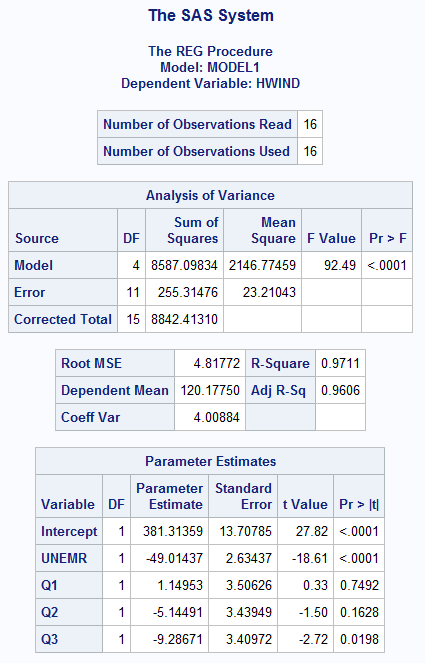 The SAS System
The REG Procedure
Model: MODEL1
Dependent Variable: HWIND
Number of Observations Read 16
Number of Observations Used 16
Analysis of Variance
Source DF Sum of Squares Mean Square F Value Pr > F
Model 4 8587.09834 2146.77459 92.49 <.0001
Error 11 255.31476 23.21043
Corrected Total 15 8842.41310
Root MSE 4.81772 R-Square 0.9711
Dependent Mean 120.17750 Adj R-Sq 0.9606
Coeff Var 4.00884
Parameter Estimates
Variable DF Parameter Estimate Standard Error t Value Pr > |t|
Intercept 1 381.31359 13.70785 27.82 <.0001
UNEMR 1 -49.01437 2.63437 -18.61 <.0001
Q1 1 1.14953 3.50626 0.33 0.7492
Q2 1 -5.14491 3.43949 -1.50 0.1628
Q3 1 -9.28671 3.40972 -2.72 0.0198